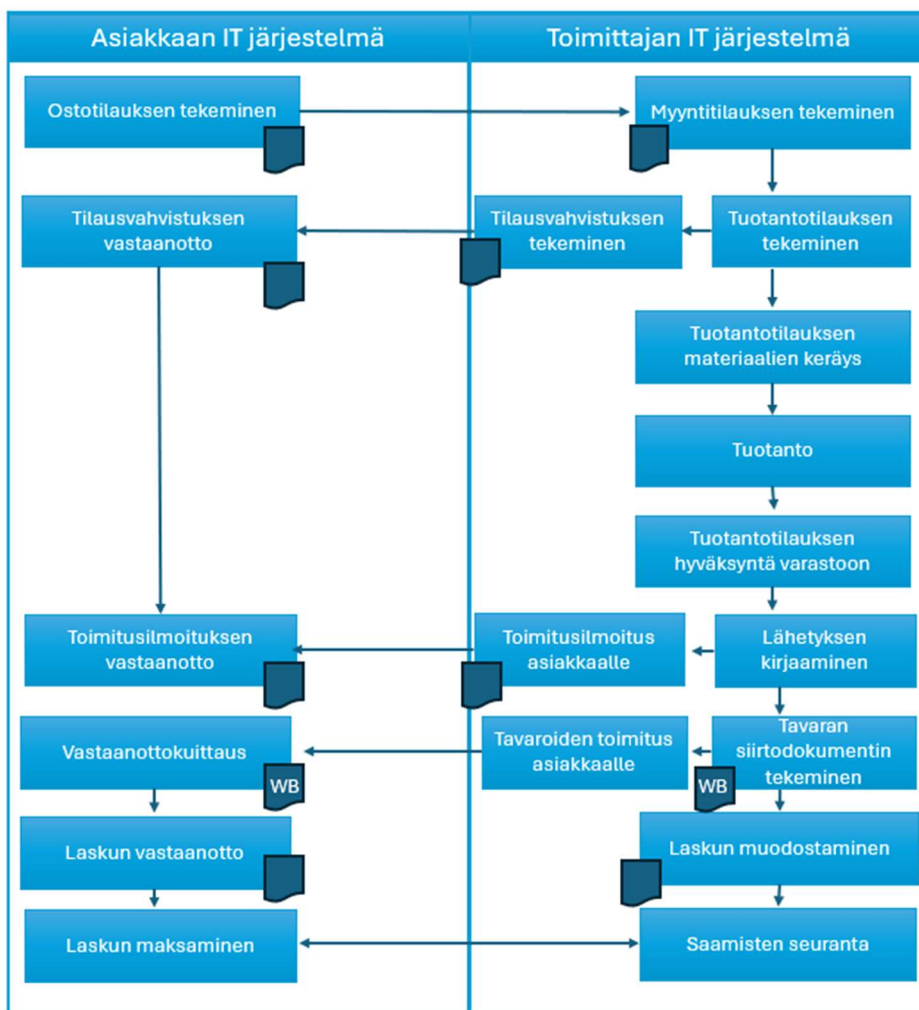 Asiakkaan IT järjestelmä
Toimittajan IT järjestelmä
Ostotilauksen tekeminen
Myyntitilauksen tekeminen
Tilausvahvistuksen
vastaanotto
Tilausvahvistuksen
tekeminen
Tuotantotilauksen
tekeminen
Tuotantotilauksen
materiaalien keräys
Tuotanto
Tuotantotilauksen
hyväksyntä varastoon
Toimitusilmoituksen
vastaanotto
Toimitusilmoitus
asiakkaalle
Lähetyksen
kirjaaminen
Vastaanottokuittaus
WB
Tavaroiden toimitus
asiakkaalle
Tavaran
siirtodokumentin
tekeminen
WB
Laskun vastaanotto
Laskun muodostaminen
Laskun maksaminen
Saamisten seuranta